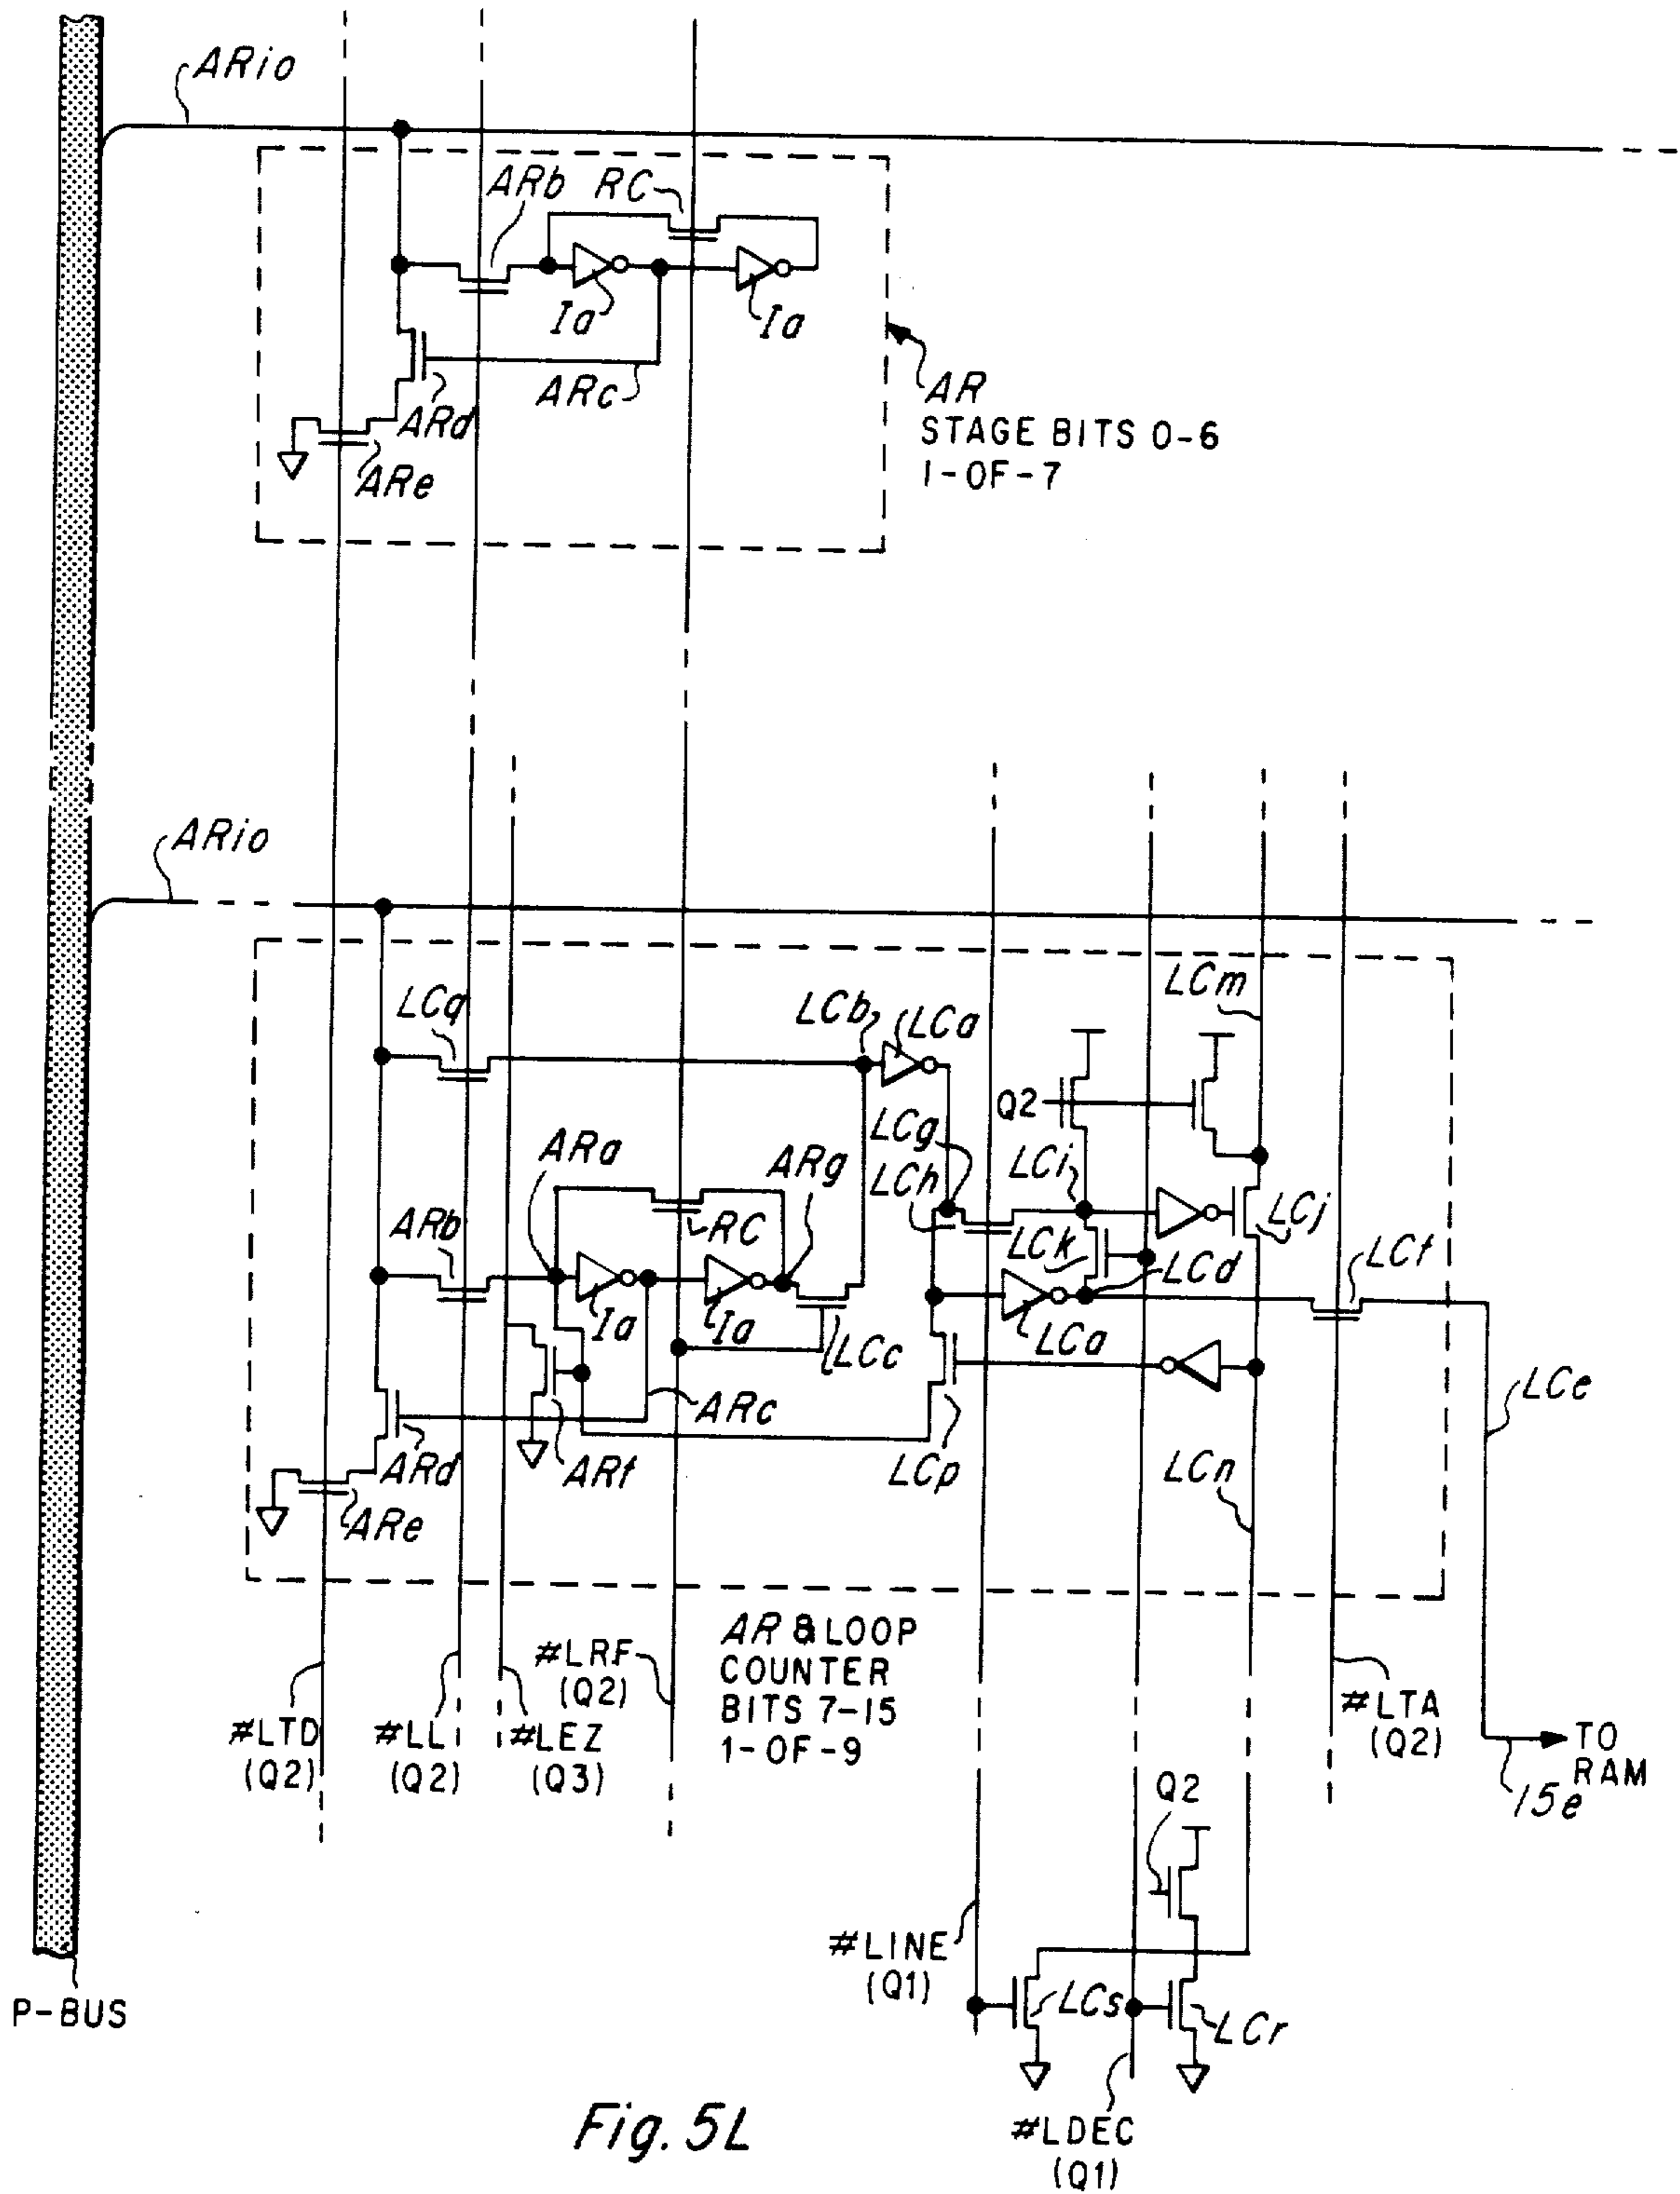 ARio
ARb RC
Ia
Ia
ARc
ARd
ARe
AR
STAGE BITS 0-6
1-OF-7
ARio
LCm
LCq
LCb
LCa
Q2
LCg
ARa
ARg
LCi
LCh
ARb
RC
LCj
LCk
LCd
LCf
Ia
Ia
LCc
LCa
ARc
LCe
ARd
ARf
LCp
LCn
ARe
AR & LOOP
COUNTER
BITS 7-15
1-OF-9
#LRF
(Q2)
#LTD
(Q2)
#LL
(Q2)
#LEZ
(Q3)
#LTA
(Q2)
TO
RAM
15e
Q2
#LINE
(Q1)
LCs
LCr
P-BUS
#LDEC
(Q1)
Fig. 5L